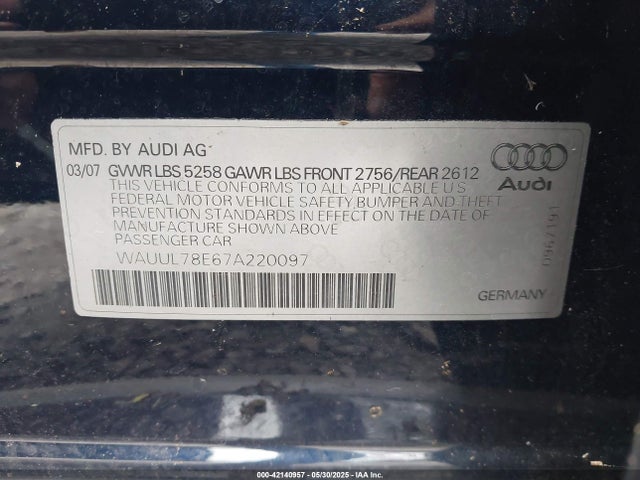 MFD. BY AUDI AG
03/07 GVWR LBS 5258 GAWR LBS FRONT 2756/REAR 2612
THIS VEHICLE CONFORMS TO ALL APPLICABLE U.S.
FEDERAL MOTOR VEHICLE SAFETY BUMPER AND THEFT
PREVENTION STANDARDS IN EFFECT ON THE DATE OF
MANUFACTURE SHOWN ABOVE
PASSENGER CAR
WAUUL78E67A220097
Audi
0967191
GERMANY
000-42140957 - 05/30/2025 - IAA Inc.